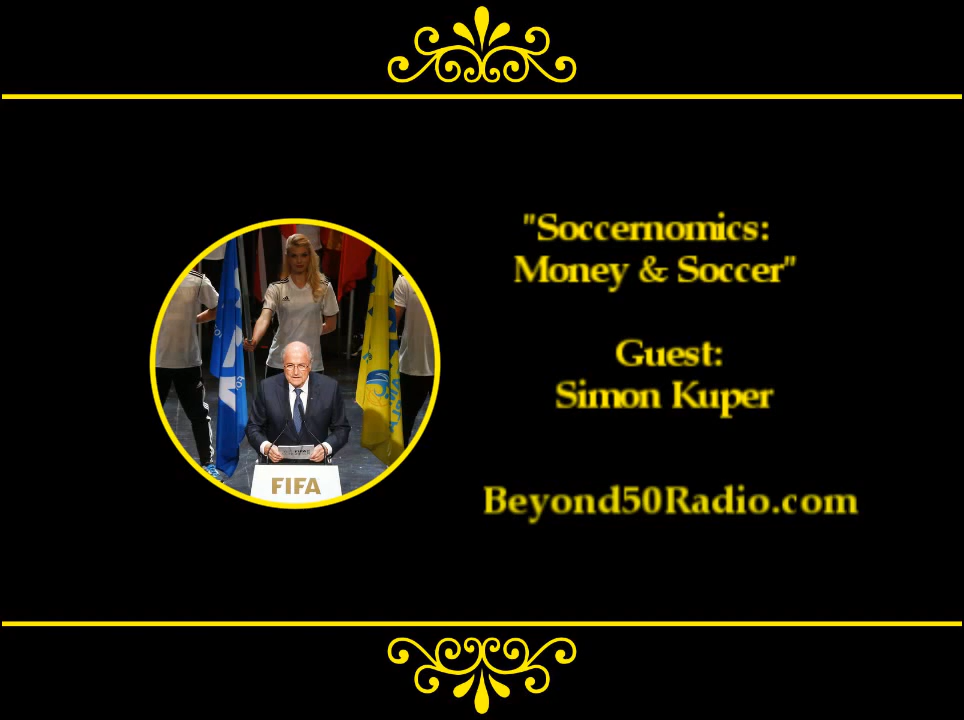 "Soccernomics:
Money & Soccer"
Guest:
Simon Kuper
Beyond50Radio.com
FIFA